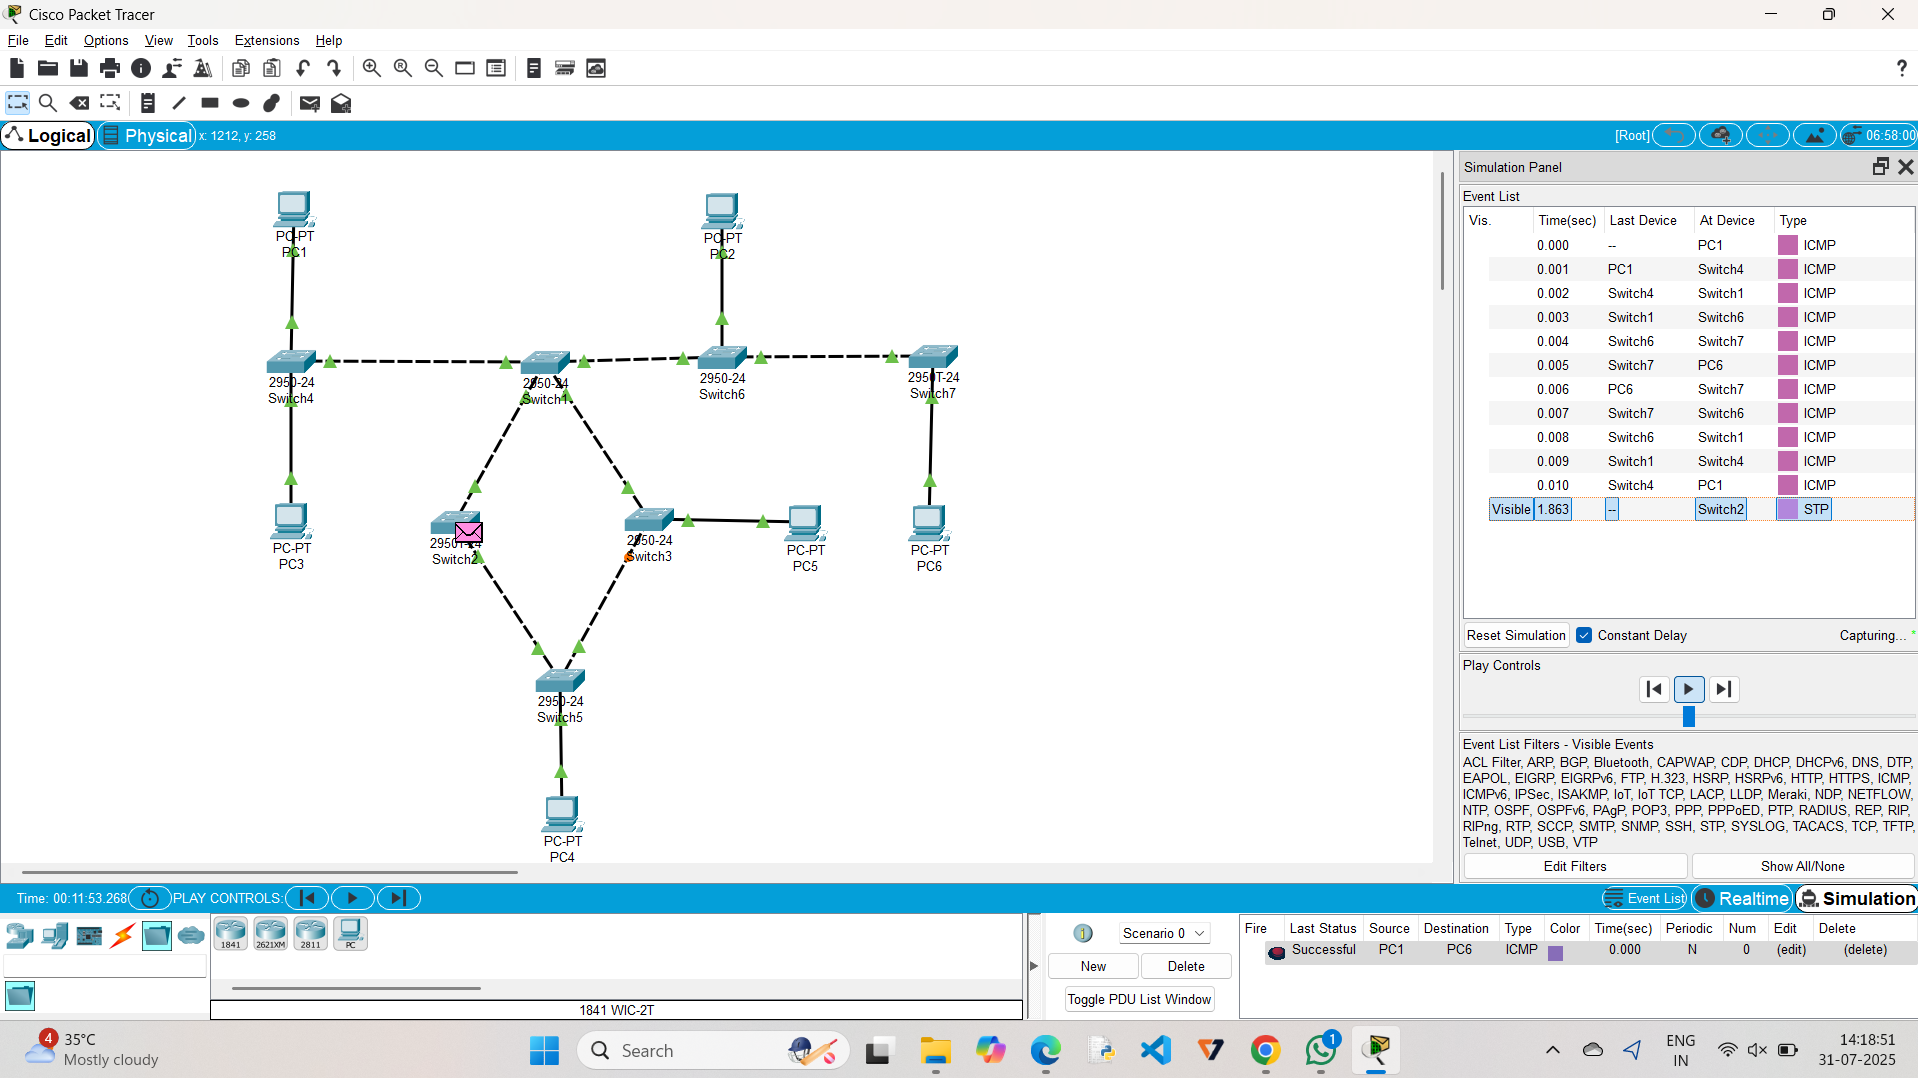 Cisco Packet Tracer
File Edit Options View Tools Extensions Help
?
Logical Physical x: 1212, y: 258 [Root] 06:58:00
PC-PT
PC1
PC-PT
PC2
2950-24
Switch4
2950-24
Switch1
2950-24
Switch6
2950T-24
Switch7
PC-PT
PC3
2950T-24
Switch2
2950-24
Switch3
PC-PT
PC5
PC-PT
PC6
2950-24
Switch5
PC-PT
PC4
Simulation Panel
Event List
Vis. Time(sec) Last Device At Device Type
0.000 -- PC1 ICMP
0.001 PC1 Switch4 ICMP
0.002 Switch4 Switch1 ICMP
0.003 Switch1 Switch6 ICMP
0.004 Switch6 Switch7 ICMP
0.005 Switch7 PC6 ICMP
0.006 PC6 Switch7 ICMP
0.007 Switch7 Switch6 ICMP
0.008 Switch6 Switch1 ICMP
0.009 Switch1 Switch4 ICMP
0.010 Switch4 PC1 ICMP
Visible 1.863 -- Switch2 STP
Reset Simulation Constant Delay Capturing... *
Play Controls
Event List Filters - Visible Events
ACL Filter, ARP, BGP, Bluetooth, CAPWAP, CDP, DHCP, DHCPv6, DNS, DTP,
EAPOL, EIGRP, EIGRPv6, FTP, H.323, HSRP, HSRPv6, HTTP, HTTPS, ICMP,
ICMPv6, IPSec, ISAKMP, IoT, IoT TCP, LACP, LLDP, Meraki, NDP, NETFLOW,
NTP, OSPF, OSPFv6, PAgP, POP3, PPP, PPPoED, PTP, RADIUS, REP, RIP,
RIPng, RTP, SCCP, SMTP, SNMP, SSH, STP, SYSLOG, TACACS, TCP, TFTP,
Telnet, UDP, USB, VTP
Edit Filters Show All/None
Time: 00:11:53.268 PLAY CONTROLS: Event List Realtime Simulation
1841 2621XM 2811 PC
1841 WIC-2T
1 Scenario 0
New Delete
Toggle PDU List Window
Fire Last Status Source Destination Type Color Time(sec) Periodic Num Edit Delete
Successful PC1 PC6 ICMP 0.000 N 0 (edit) (delete)
4
35°C
Mostly cloudy
Search
1
ENG
IN
14:18:51
31-07-2025